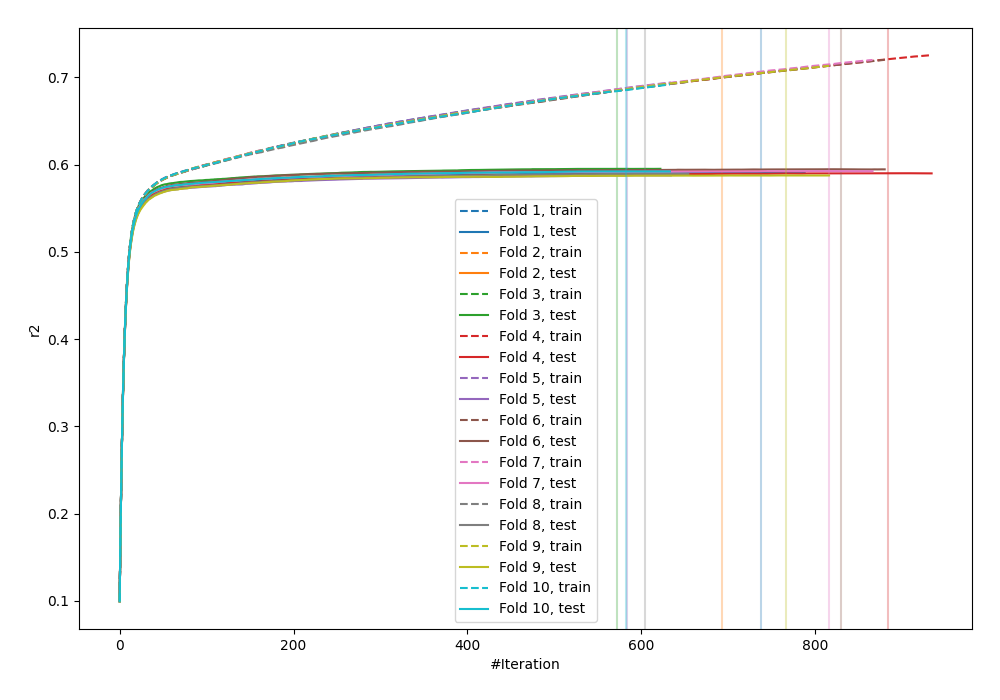 0.7
0.6
0.5
0.4
0.3
0.2
0.1
r2
0
200
400
600
800
#Iteration
Fold 1, train
Fold 1, test
Fold 2, train
Fold 2, test
Fold 3, train
Fold 3, test
Fold 4, train
Fold 4, test
Fold 5, train
Fold 5, test
Fold 6, train
Fold 6, test
Fold 7, train
Fold 7, test
Fold 8, train
Fold 8, test
Fold 9, train
Fold 9, test
Fold 10, train
Fold 10, test